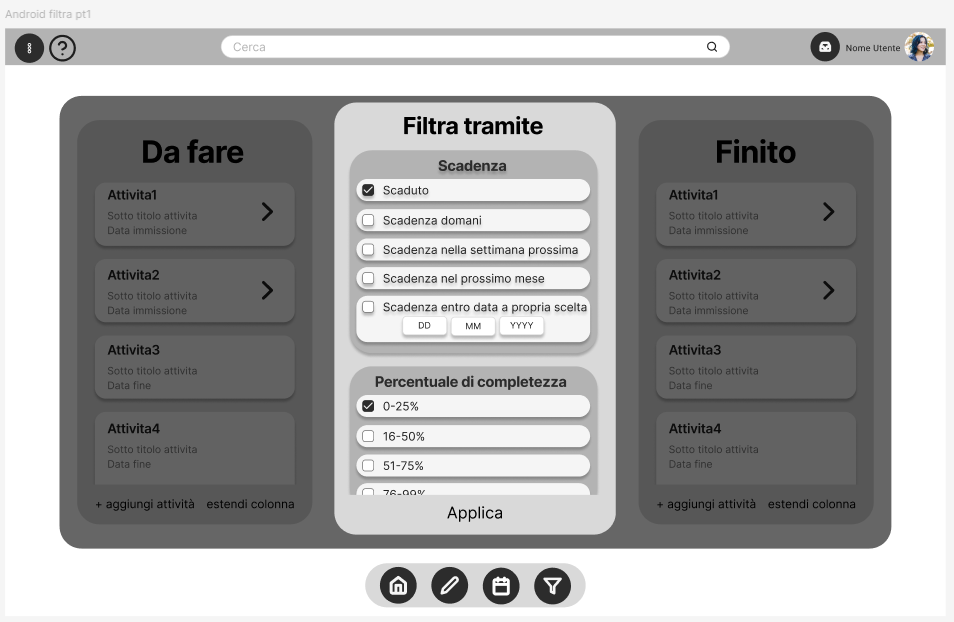 Android filtra pt1
Cerca
Nome Utente
Da fare
Attivita1
Sotto titolo attivita
Data immissione
Attivita2
Sotto titolo attivita
Data immissione
Attivita3
Sotto titolo attivita
Data fine
Attivita4
Sotto titolo attivita
Data fine
+ aggiungi attività estendi colonna
Filtra tramite
Scadenza
Scaduto
Scadenza domani
Scadenza nella settimana prossima
Scadenza nel prossimo mese
Scadenza entro data a propria scelta
DD MM YYYY
Percentuale di completezza
0-25%
16-50%
51-75%
76-99%
Applica
Finito
Attivita1
Sotto titolo attivita
Data immissione
Attivita2
Sotto titolo attivita
Data immissione
Attivita3
Sotto titolo attivita
Data fine
Attivita4
Sotto titolo attivita
Data fine
+ aggiungi attività estendi colonna